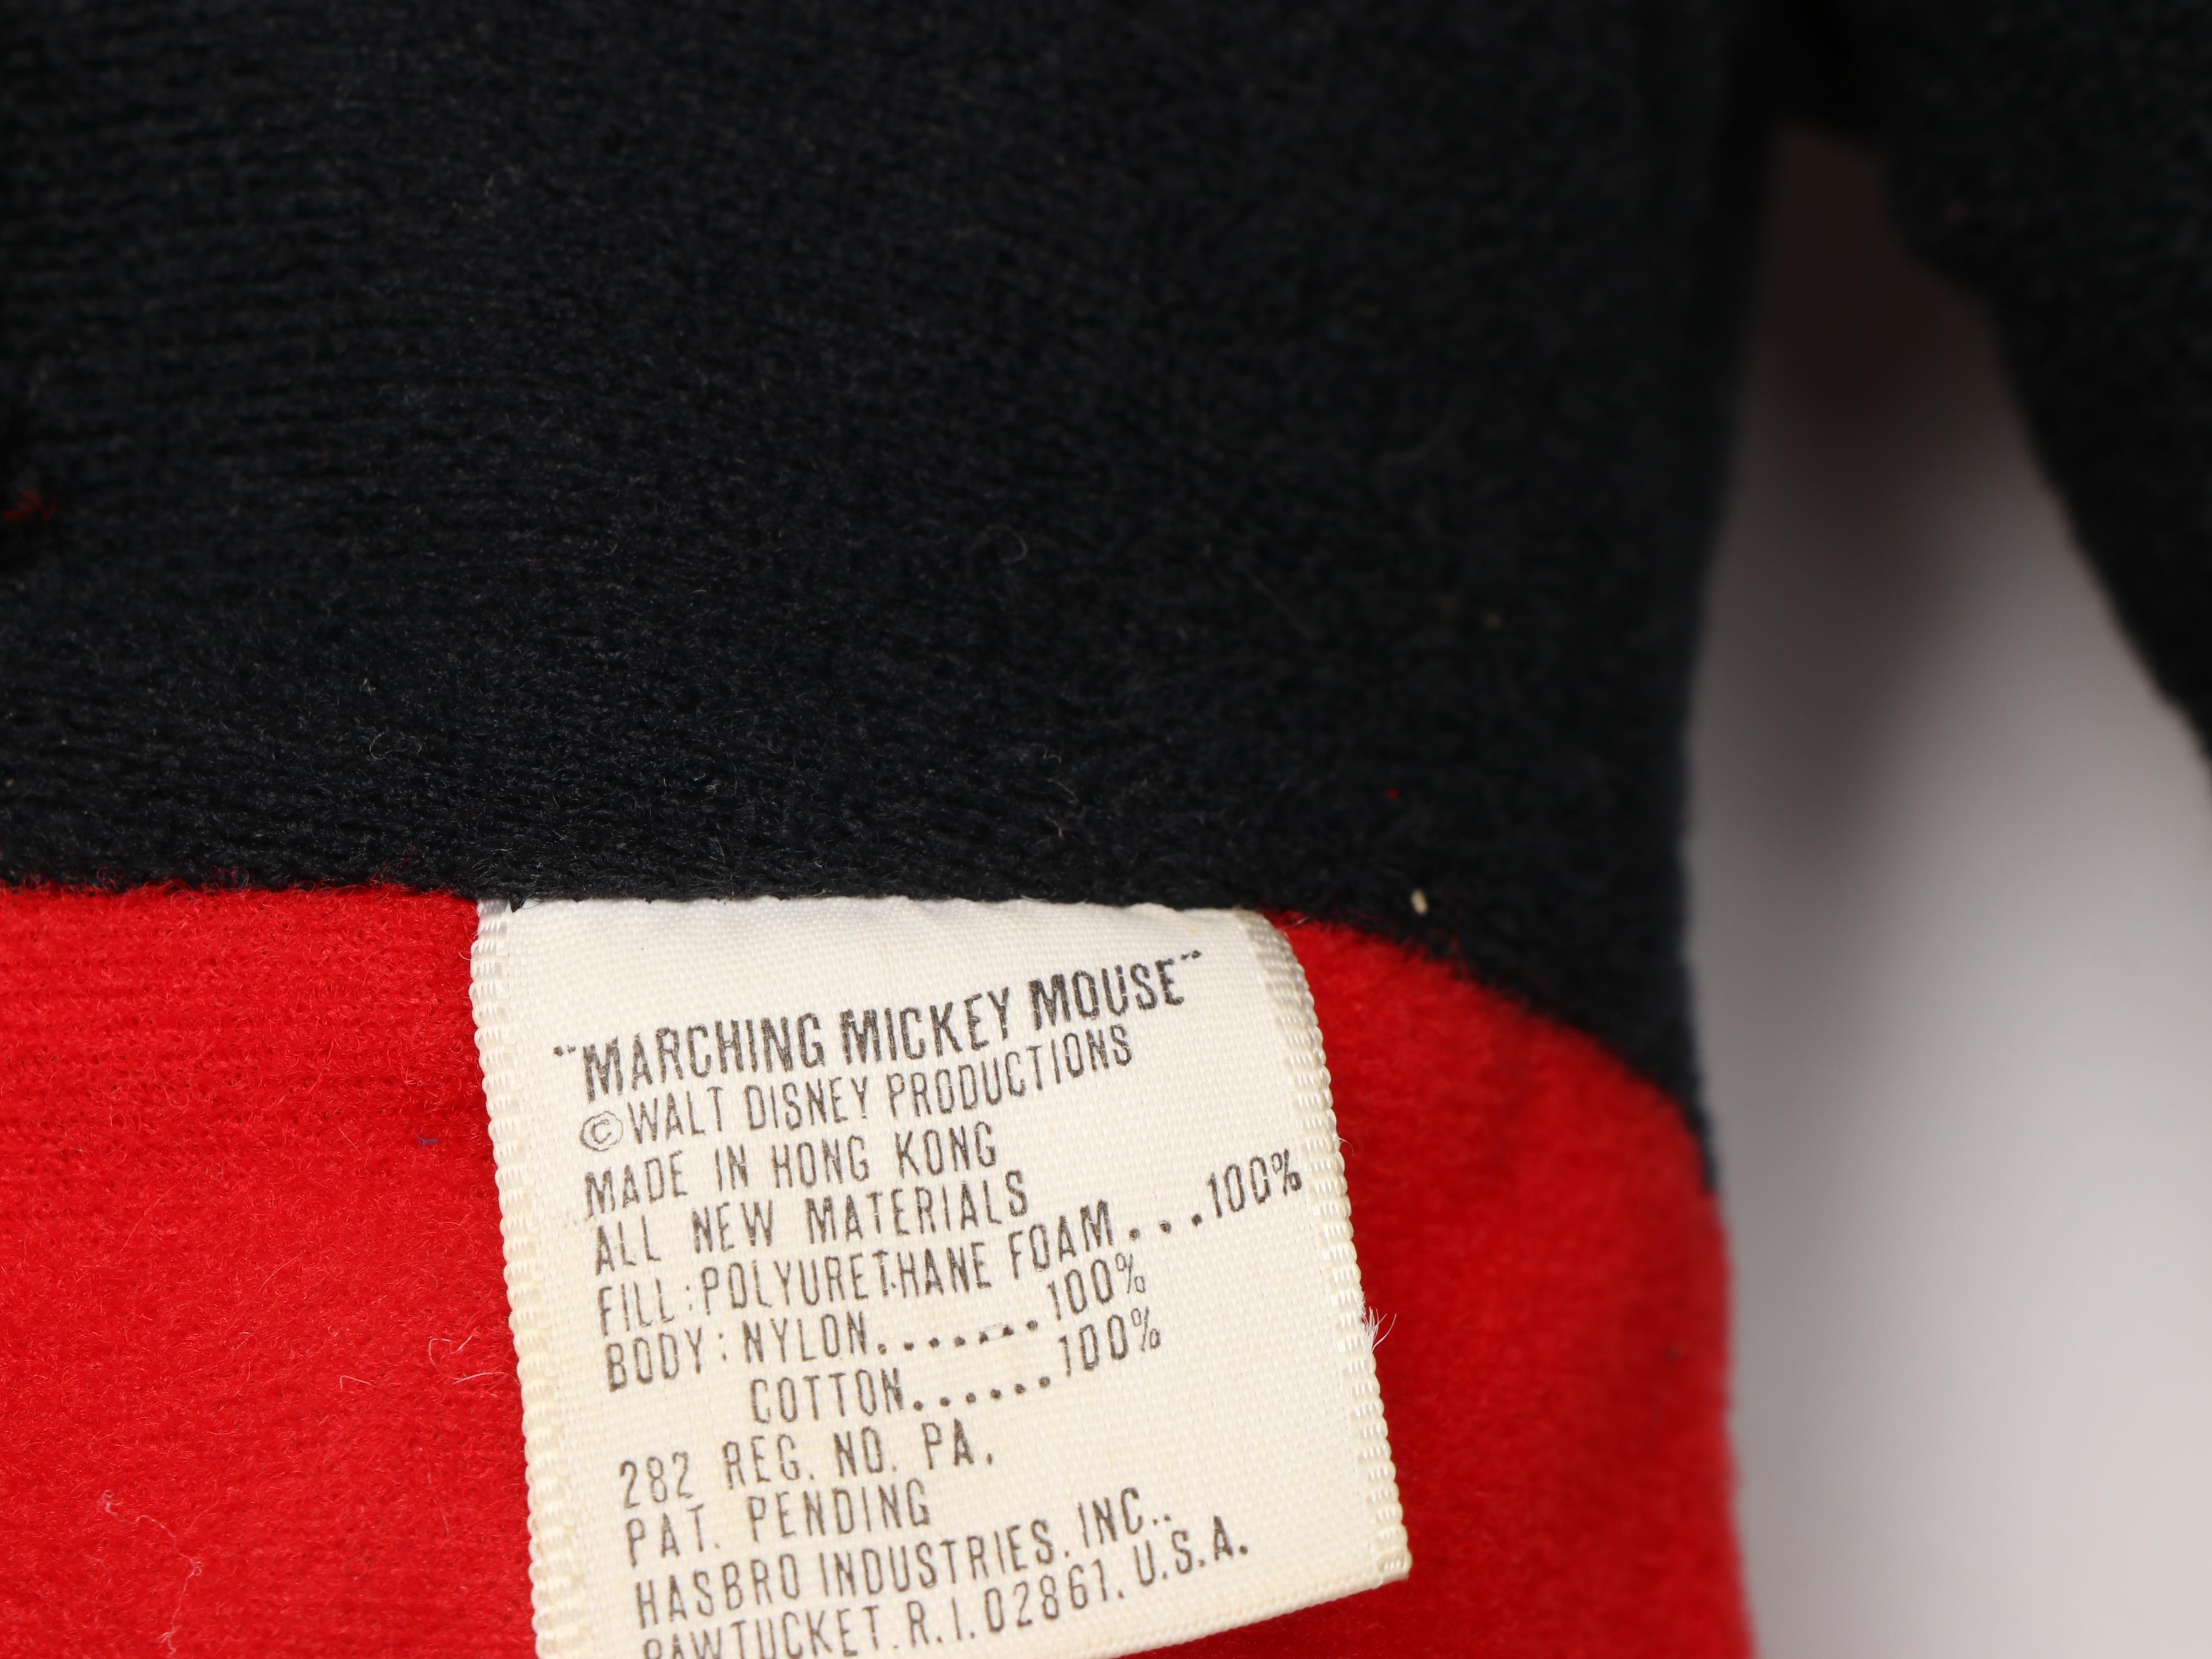 "MARCHING MICKEY MOUSE"
©WALT DISNEY PRODUCTIONS
MADE IN HONG KONG
ALL NEW MATERIALS
FILL:POLYURETHANE FOAM...100%
BODY: NYLON.......100%
COTTON......100%
282 REG. NO. PA.
PAT. PENDING
HASBRO INDUSTRIES, INC..
PAWTUCKET, R.I. 02861, U.S.A.